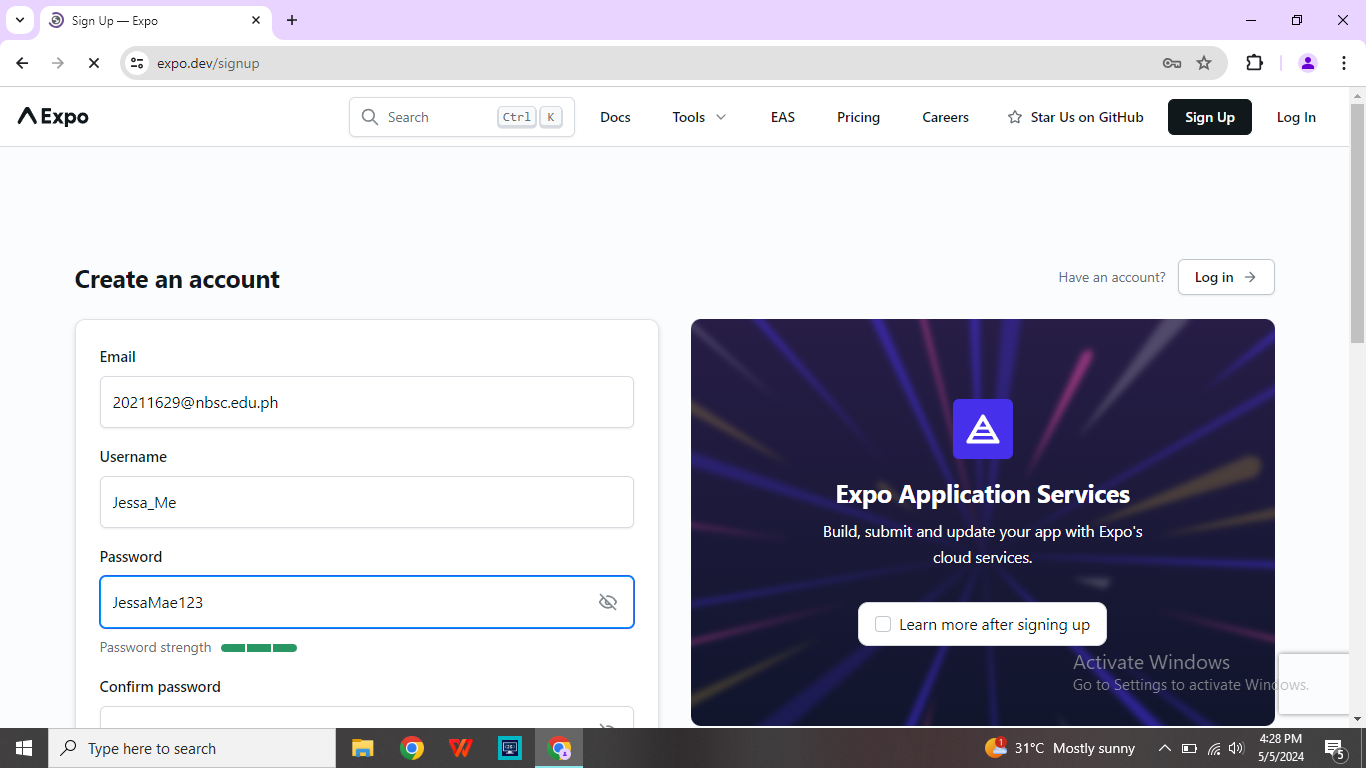 Sign Up — Expo
expo.dev/signup
Expo
Search Ctrl K
Docs
Tools
EAS
Pricing
Careers
Star Us on GitHub
Sign Up
Log In
Create an account
Have an account?
Log in
Email
20211629@nbsc.edu.ph
Username
Jessa_Me
Password
JessaMae123
Password strength
Confirm password
Expo Application Services
Build, submit and update your app with Expo's
cloud services.
Learn more after signing up
Activate Windows
Go to Settings to activate Windows.
Type here to search
1
31°C Mostly sunny
4:28 PM
5/5/2024
5